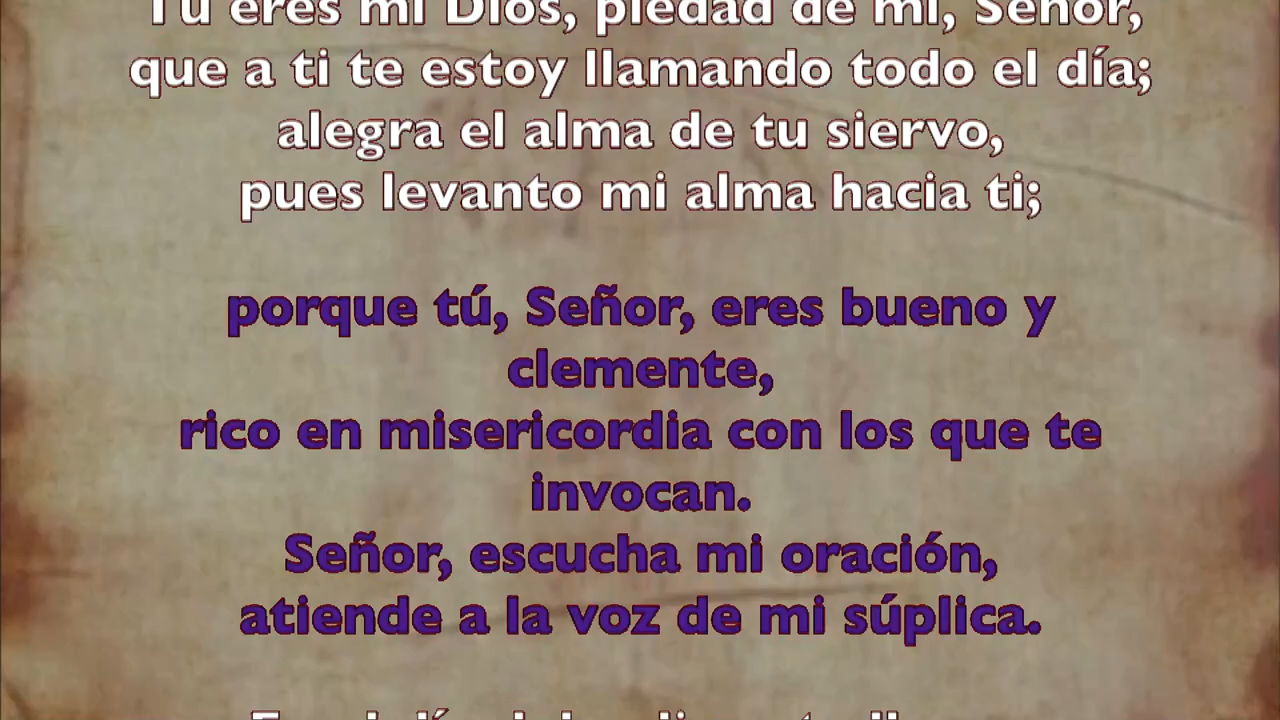 Tú eres mi Dios, piedad de mí, Señor,
que a ti te estoy llamando todo el día;
alegra el alma de tu siervo,
pues levanto mi alma hacia ti;
porque tú, Señor, eres bueno y
clemente,
rico en misericordia con los que te
invocan.
Señor, escucha mi oración,
atiende a la voz de mi súplica.